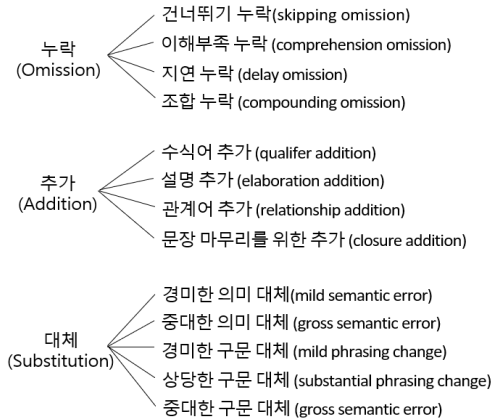 누락
(Omission)
건너뛰기 누락(skipping omission)
이해부족 누락 (comprehension omission)
지연 누락 (delay omission)
조합 누락 (compounding omission)
추가
(Addition)
수식어 추가 (qualifer addition)
설명 추가 (elaboration addition)
관계어 추가 (relationship addition)
문장 마무리를 위한 추가 (closure addition)
대체
(Substitution)
경미한 의미 대체(mild semantic error)
중대한 의미 대체 (gross semantic error)
경미한 구문 대체 (mild phrasing change)
상당한 구문 대체 (substantial phrasing change)
중대한 구문 대체 (gross semantic error)